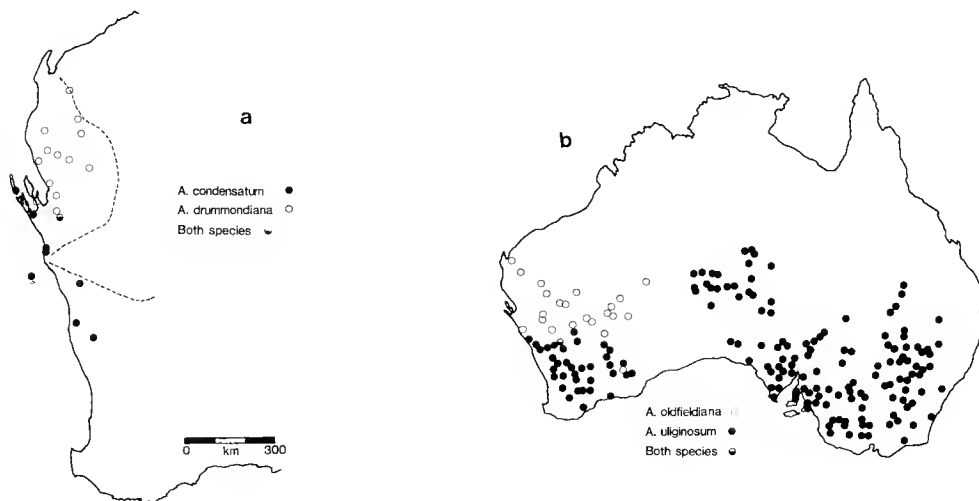 a
A. condensatum
A. drummondiana
Both species
0 300
km
b
A. oldfieldiana
A. uliginosum
Both species